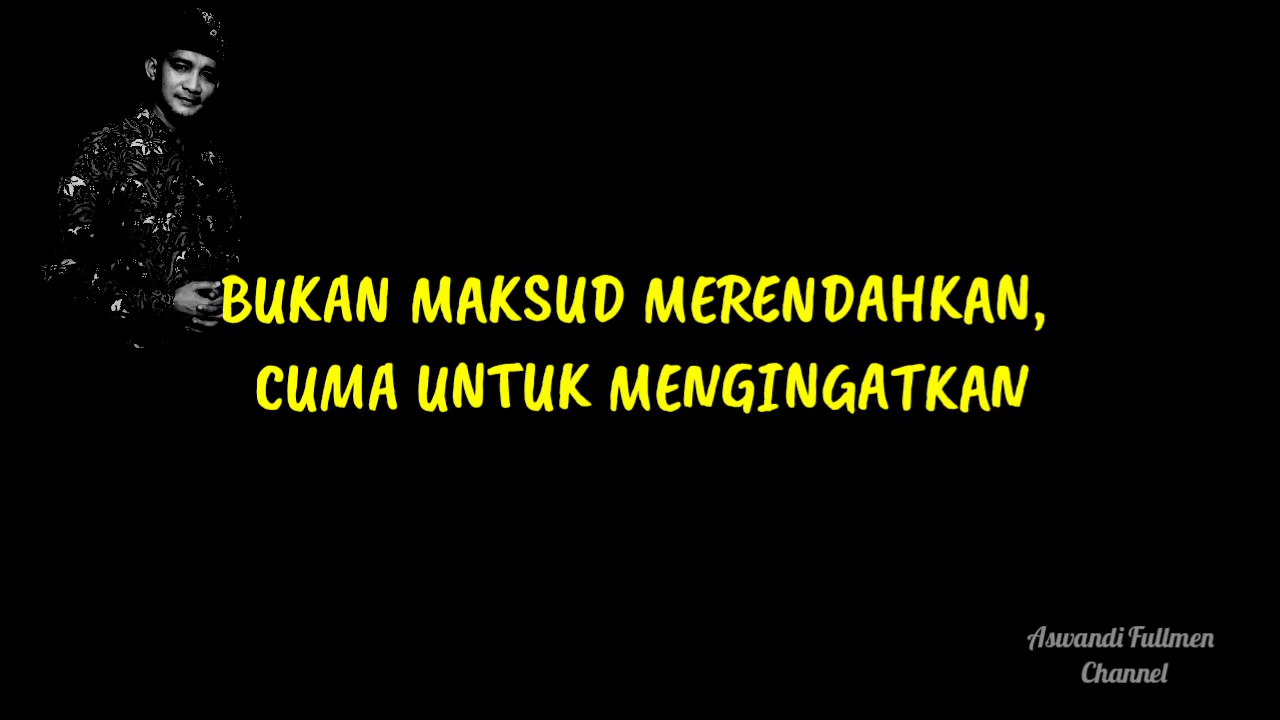 BUKAN MAKSUD MERENDAHKAN,
CUMA UNTUK MENGINGATKAN
Aswandi Fullmen
Channel